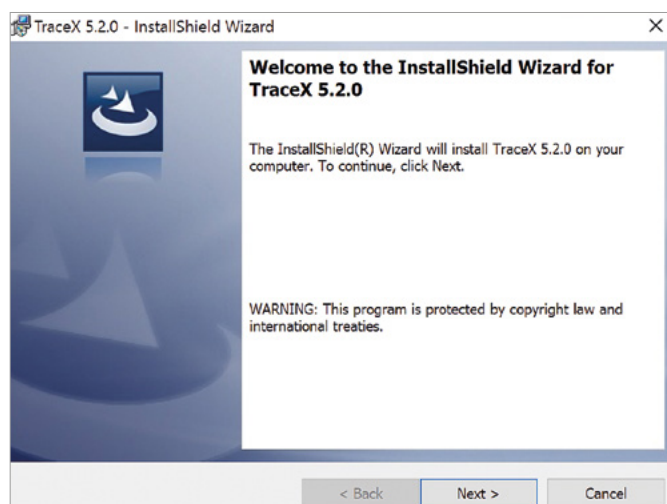 TraceX 5.2.0 - InstallShield Wizard
Welcome to the InstallShield Wizard for
TraceX 5.2.0
The InstallShield(R) Wizard will install TraceX 5.2.0 on your
computer. To continue, click Next.
WARNING: This program is protected by copyright law and
international treaties.
< Back Next > Cancel